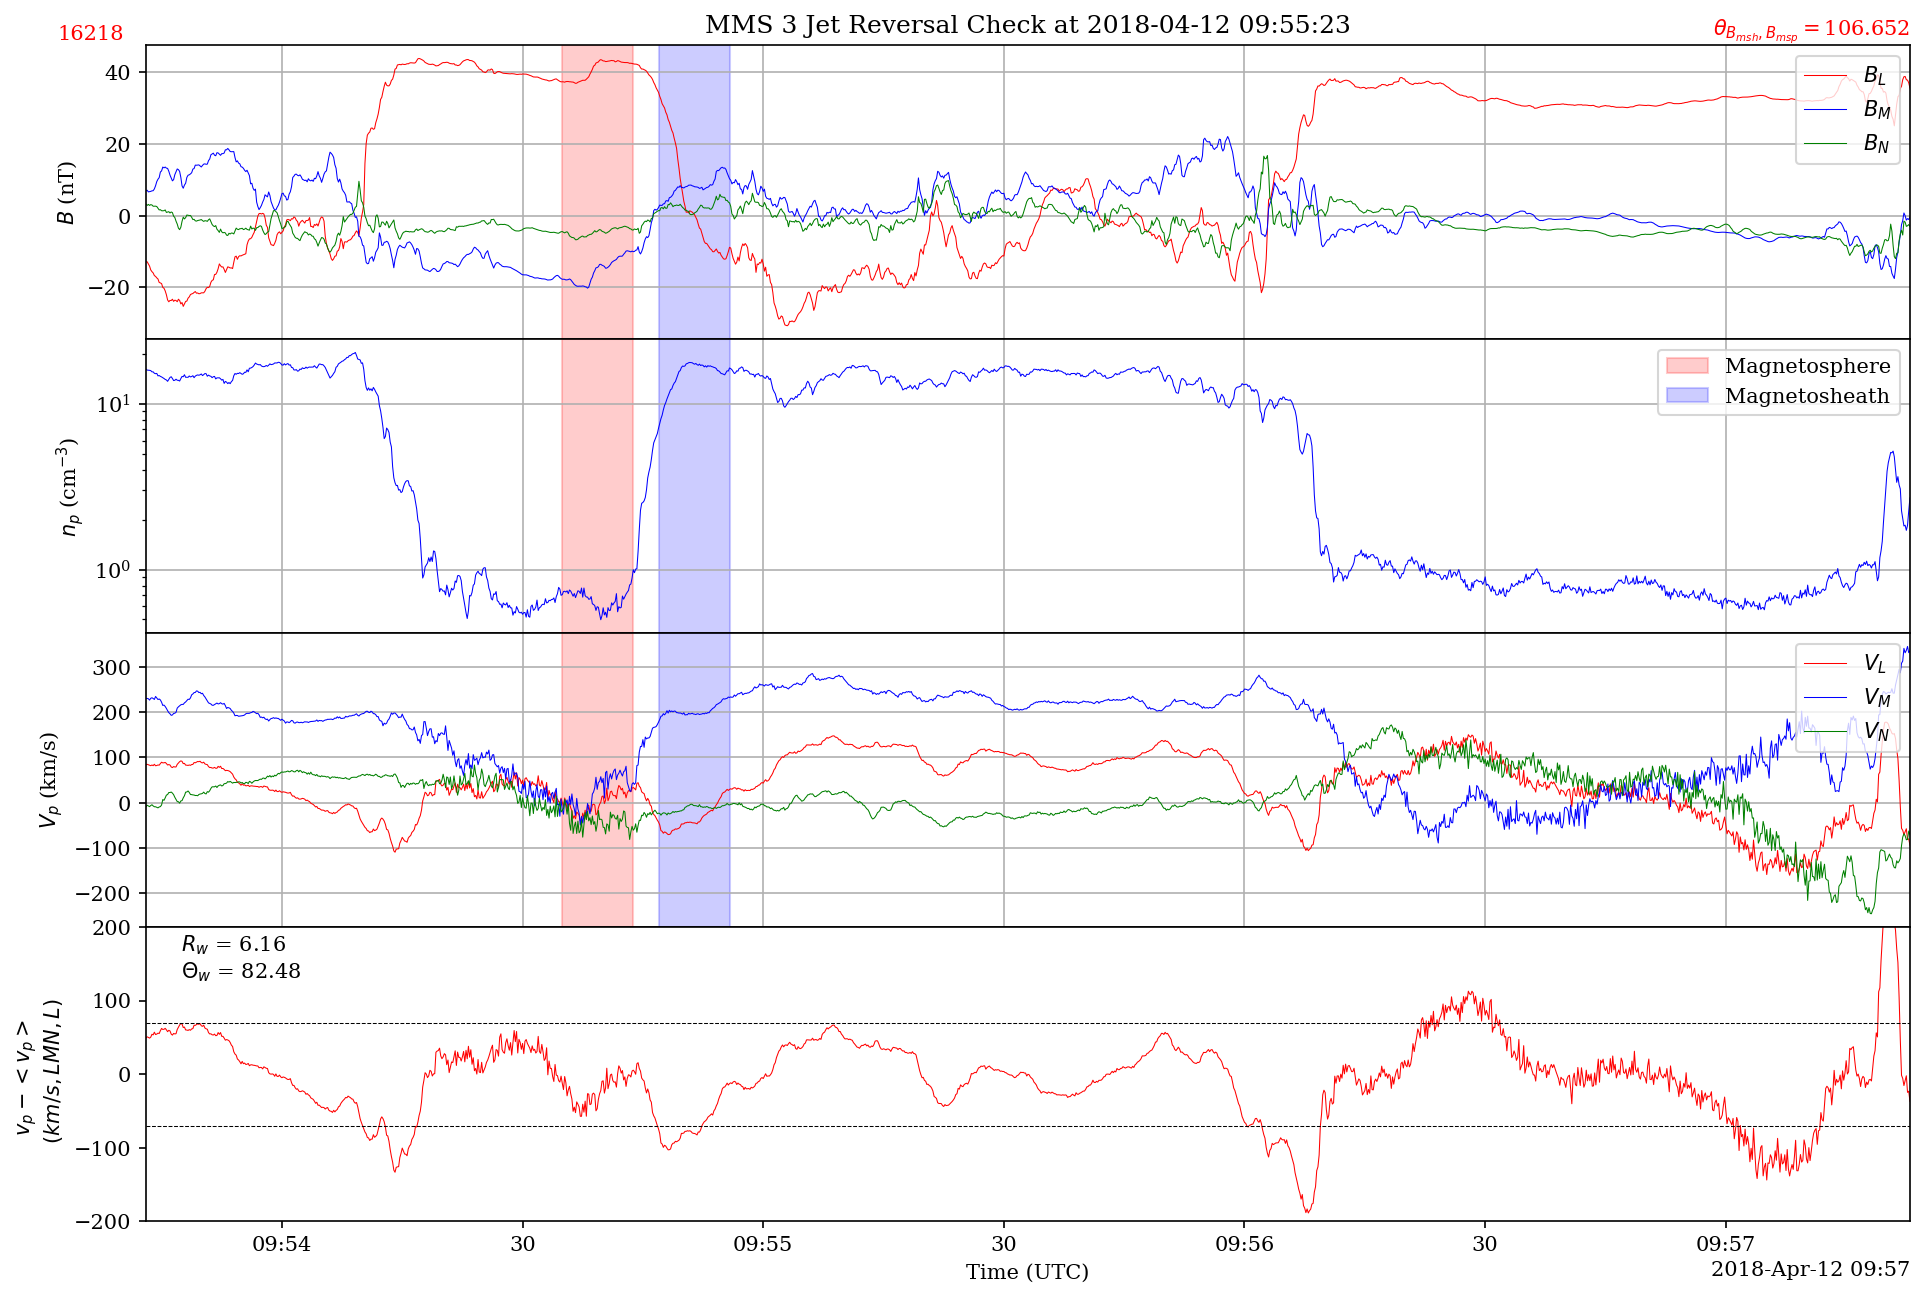 MMS 3 Jet Reversal Check at 2018-04-12 09:55:23
16218
θ_{B_{msh}, B_{msp}} = 106.652
40
20
0
−20
B (nT)
B_L
B_M
B_N
10^1
10^0
n_p (cm^{−3})
Magnetosphere
Magnetosheath
300
200
100
0
−100
−200
V_p (km/s)
V_L
V_M
V_N
200
100
0
−100
−200
v_p − < v_p >
(km/s, LMN, L)
R_w = 6.16
Θ_w = 82.48
09:54
30
09:55
30
09:56
30
09:57
Time (UTC)
2018-Apr-12 09:57